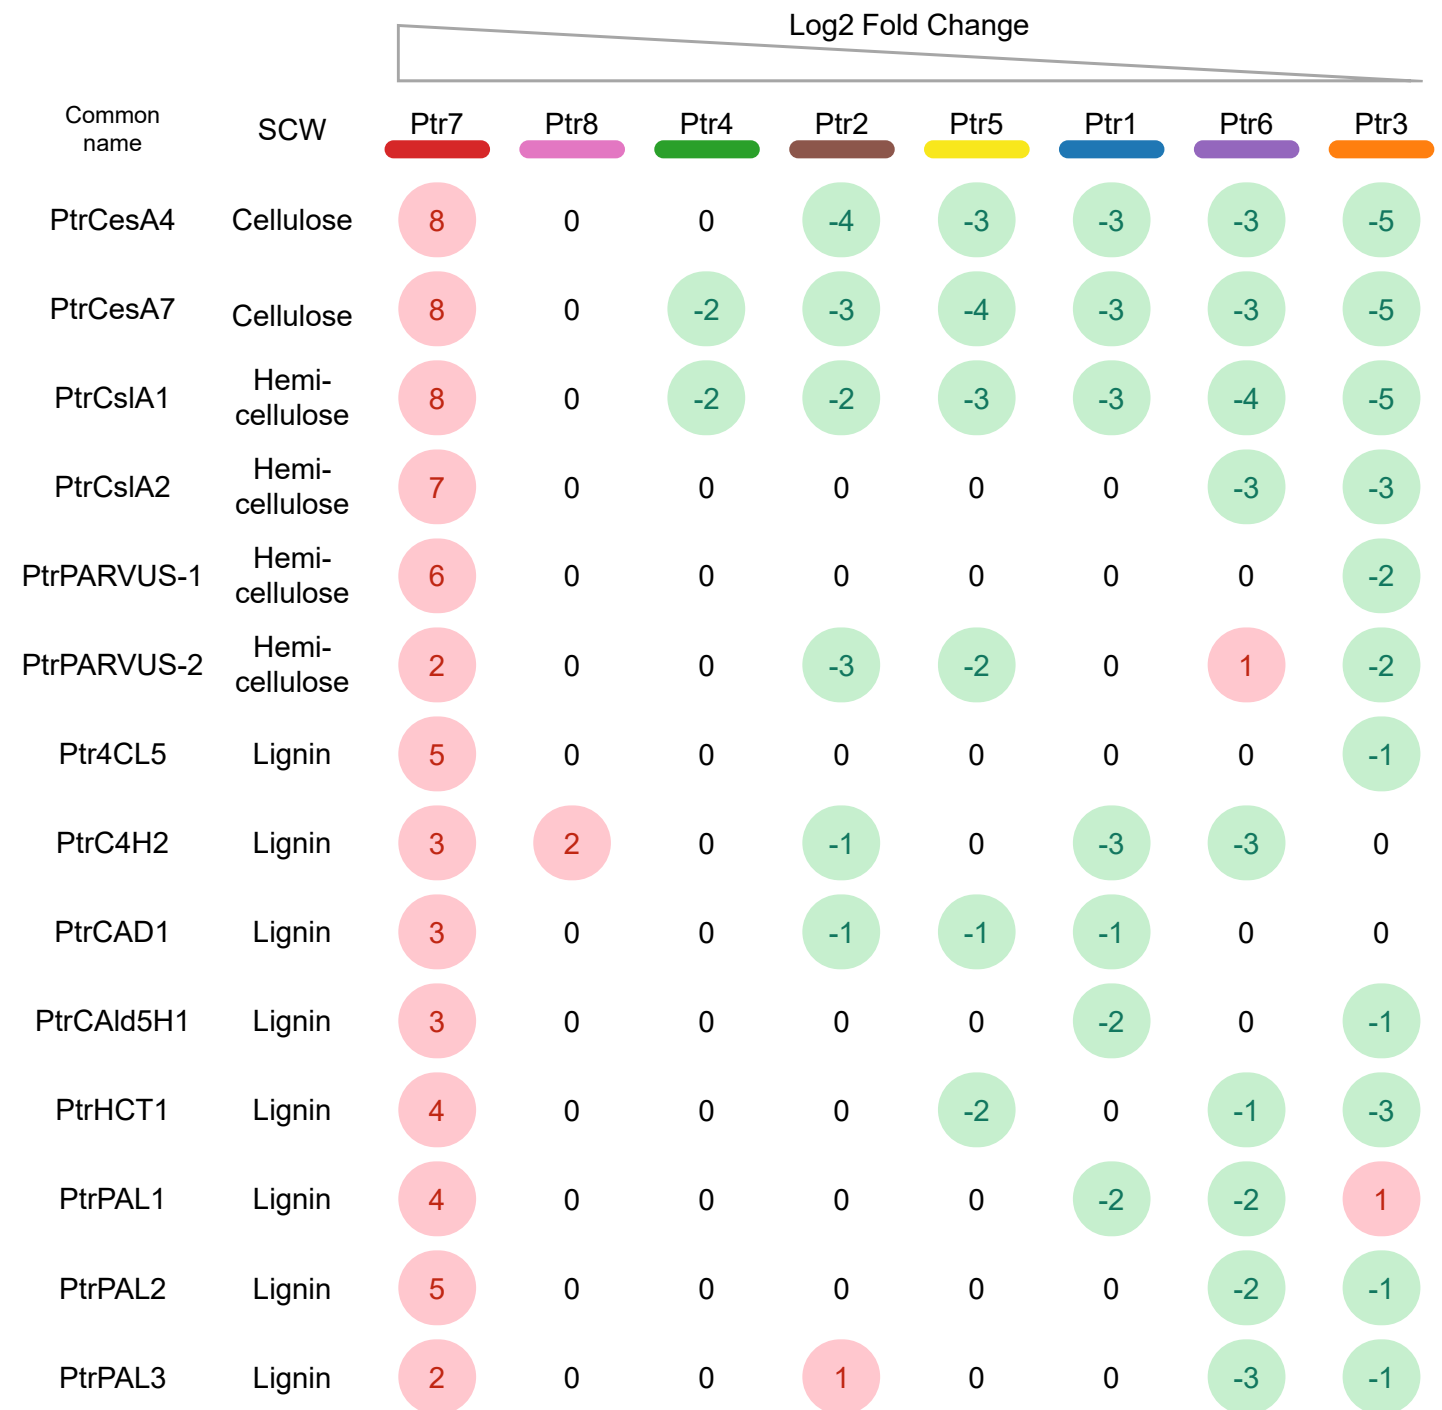 Log2 Fold Change
Common name SCW Ptr7 Ptr8 Ptr4 Ptr2 Ptr5 Ptr1 Ptr6 Ptr3
PtrCesA4 Cellulose 8 0 0 -4 -3 -3 -3 -5
PtrCesA7 Cellulose 8 0 -2 -3 -4 -3 -3 -5
PtrCslA1 Hemi-cellulose 8 0 -2 -2 -3 -3 -4 -5
PtrCslA2 Hemi-cellulose 7 0 0 0 0 0 -3 -3
PtrPARVUS-1 Hemi-cellulose 6 0 0 0 0 0 0 -2
PtrPARVUS-2 Hemi-cellulose 2 0 0 -3 -2 0 1 -2
Ptr4CL5 Lignin 5 0 0 0 0 0 0 -1
PtrC4H2 Lignin 3 2 0 -1 0 -3 -3 0
PtrCAD1 Lignin 3 0 0 -1 -1 -1 0 0
PtrCAld5H1 Lignin 3 0 0 0 0 -2 0 -1
PtrHCT1 Lignin 4 0 0 0 -2 0 -1 -3
PtrPAL1 Lignin 4 0 0 0 0 -2 -2 1
PtrPAL2 Lignin 5 0 0 0 0 0 -2 -1
PtrPAL3 Lignin 2 0 0 1 0 0 -3 -1